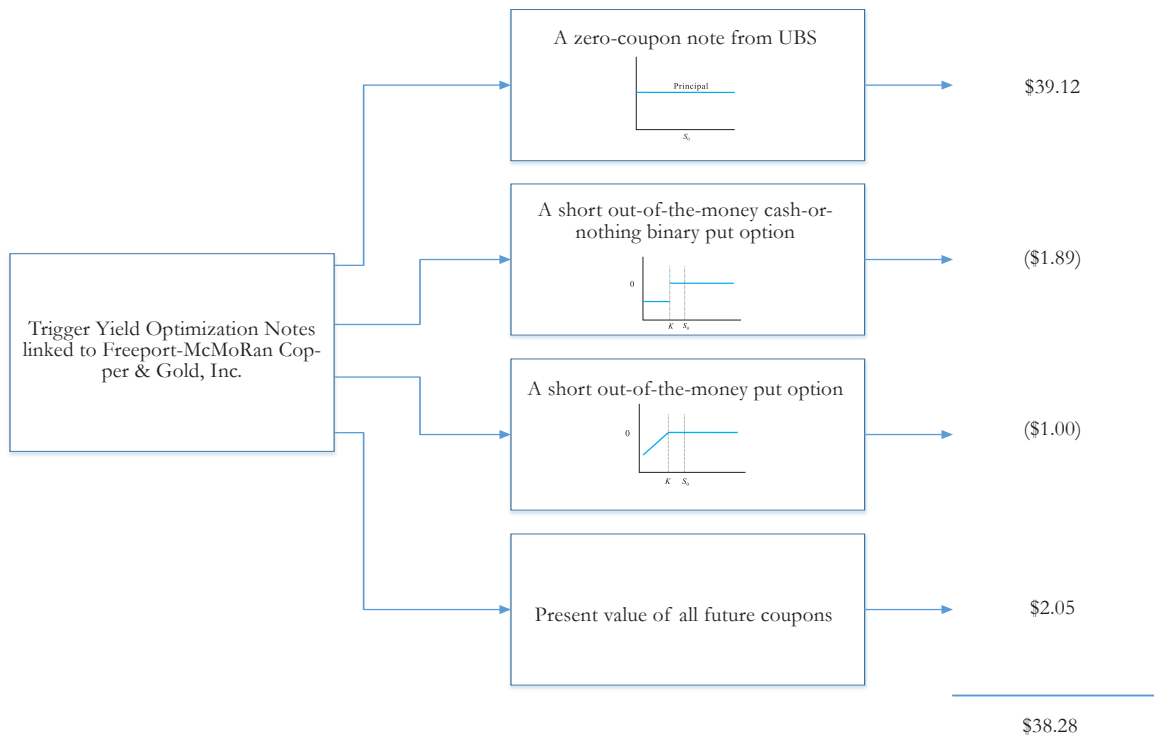 A zero-coupon note from UBS
Principal
S₀
$39.12
A short out-of-the-money cash-or-
nothing binary put option
0
K S₀
($1.89)
Trigger Yield Optimization Notes
linked to Freeport-McMoRan Cop-
per & Gold, Inc.
A short out-of-the-money put option
0
K S₀
($1.00)
Present value of all future coupons
$2.05
$38.28